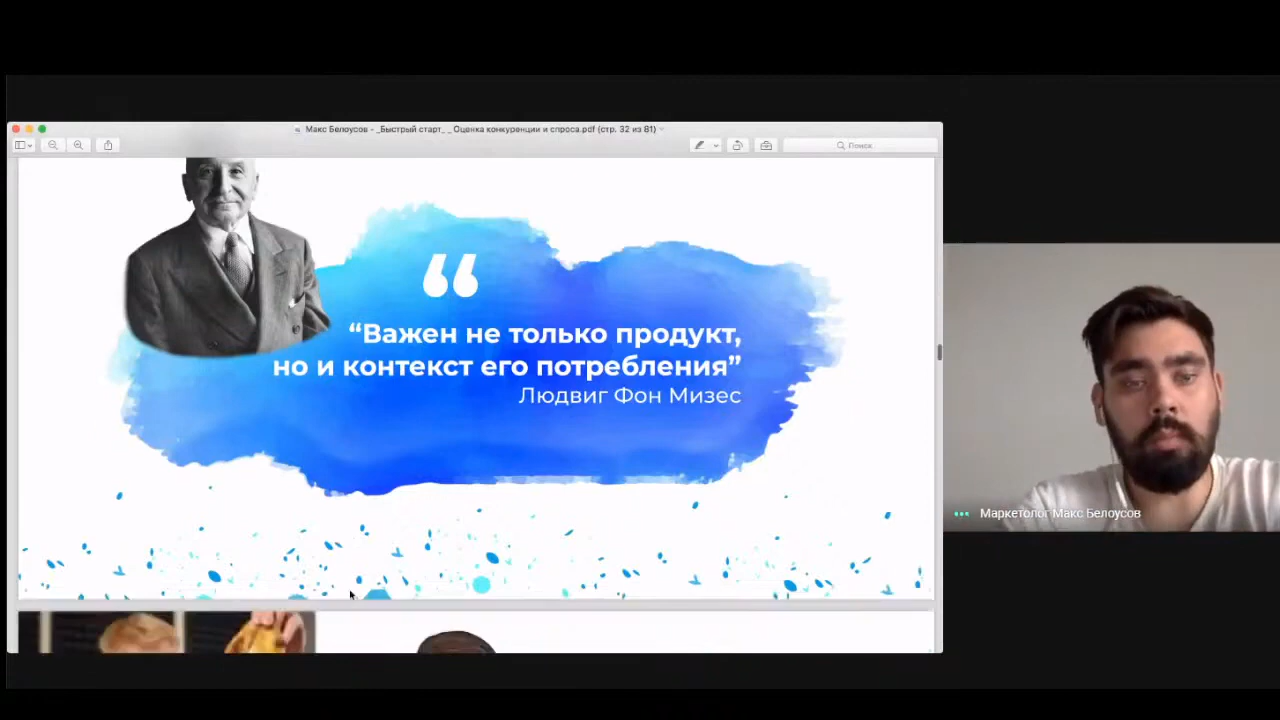 Макс Белоусов - _Быстрый старт_ _ Оценка конкуренции и спроса.pdf (стр. 32 из 81)
Поиск
“Важен не только продукт,
но и контекст его потребления”
Людвиг Фон Мизес
Маркетолог Макс Белоусов